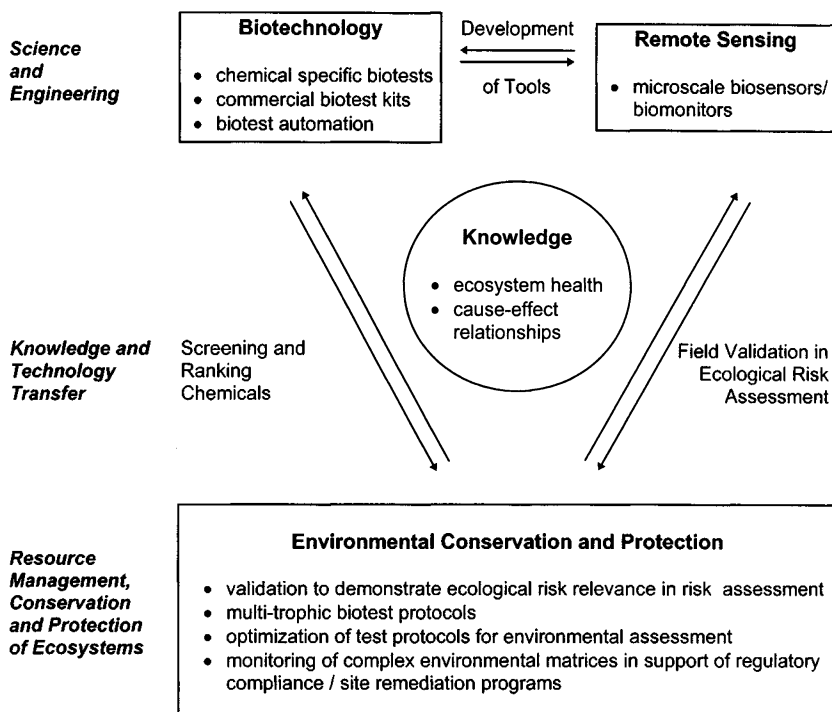 Science
and
Engineering
Biotechnology
• chemical specific biotests
• commercial biotest kits
• biotest automation
Development
of Tools
Remote Sensing
• microscale biosensors/
biomonitors
Knowledge
• ecosystem health
• cause-effect
relationships
Knowledge and
Technology
Transfer
Screening and
Ranking
Chemicals
Field Validation in
Ecological Risk
Assessment
Resource
Management,
Conservation
and Protection
of Ecosystems
Environmental Conservation and Protection
• validation to demonstrate ecological risk relevance in risk assessment
• multi-trophic biotest protocols
• optimization of test protocols for environmental assessment
• monitoring of complex environmental matrices in support of regulatory
compliance / site remediation programs